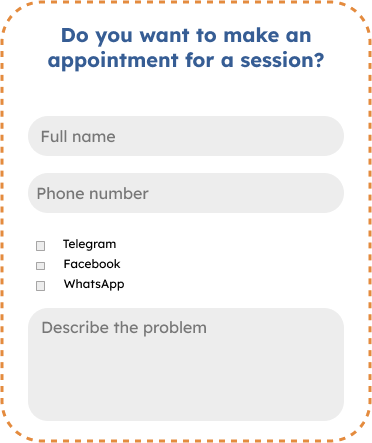 Do you want to make an
appointment for a session?
Full name
Phone number
Telegram
Facebook
WhatsApp
Describe the problem